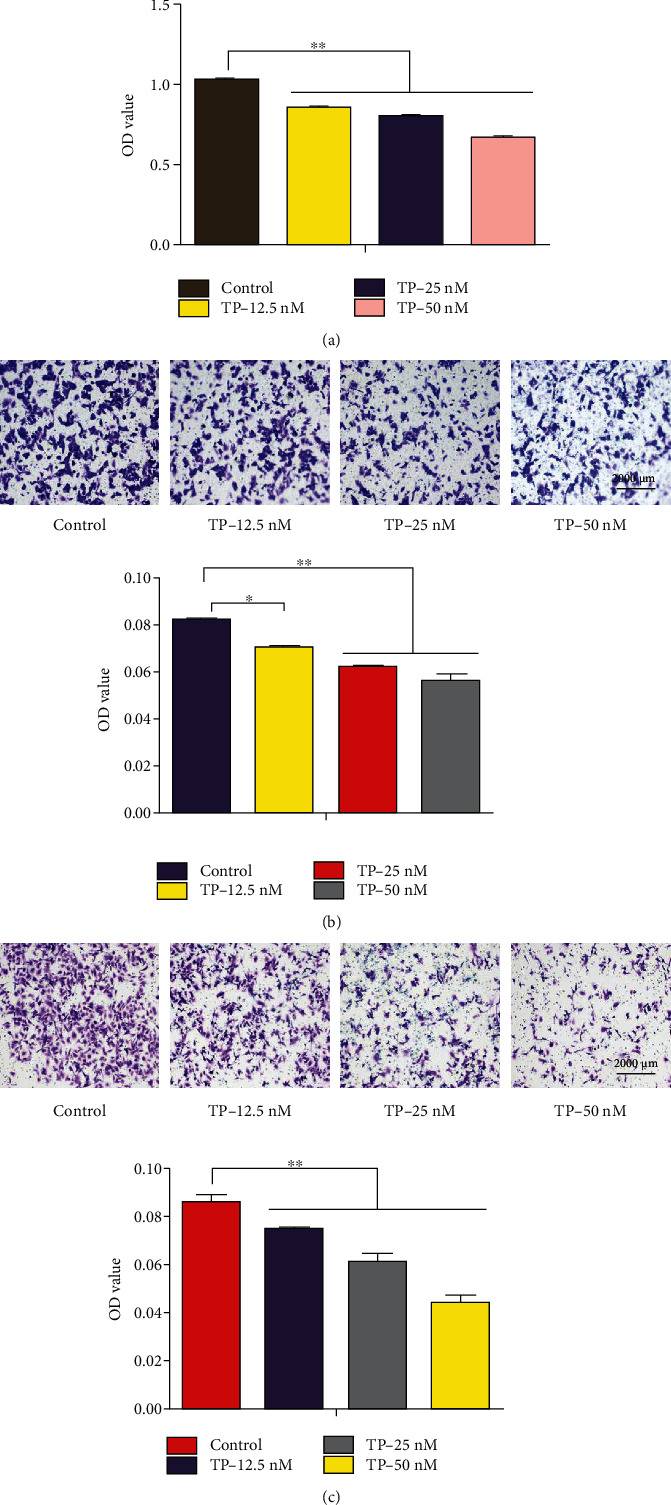 1.5
**
1.0
OD value
0.5
0.0
Control
TP–25 nM
TP–12.5 nM
TP–50 nM
(a)
2000 μm
Control
TP–12.5 nM
TP–25 nM
TP–50 nM
**
0.10
*
0.08
0.06
OD value
0.04
0.02
0.00
Control
TP–25 nM
TP–12.5 nM
TP–50 nM
(b)
2000 μm
Control
TP–12.5 nM
TP–25 nM
TP–50 nM
**
0.10
0.08
0.06
OD value
0.04
0.02
0.00
Control
TP–25 nM
TP–12.5 nM
TP–50 nM
(c)